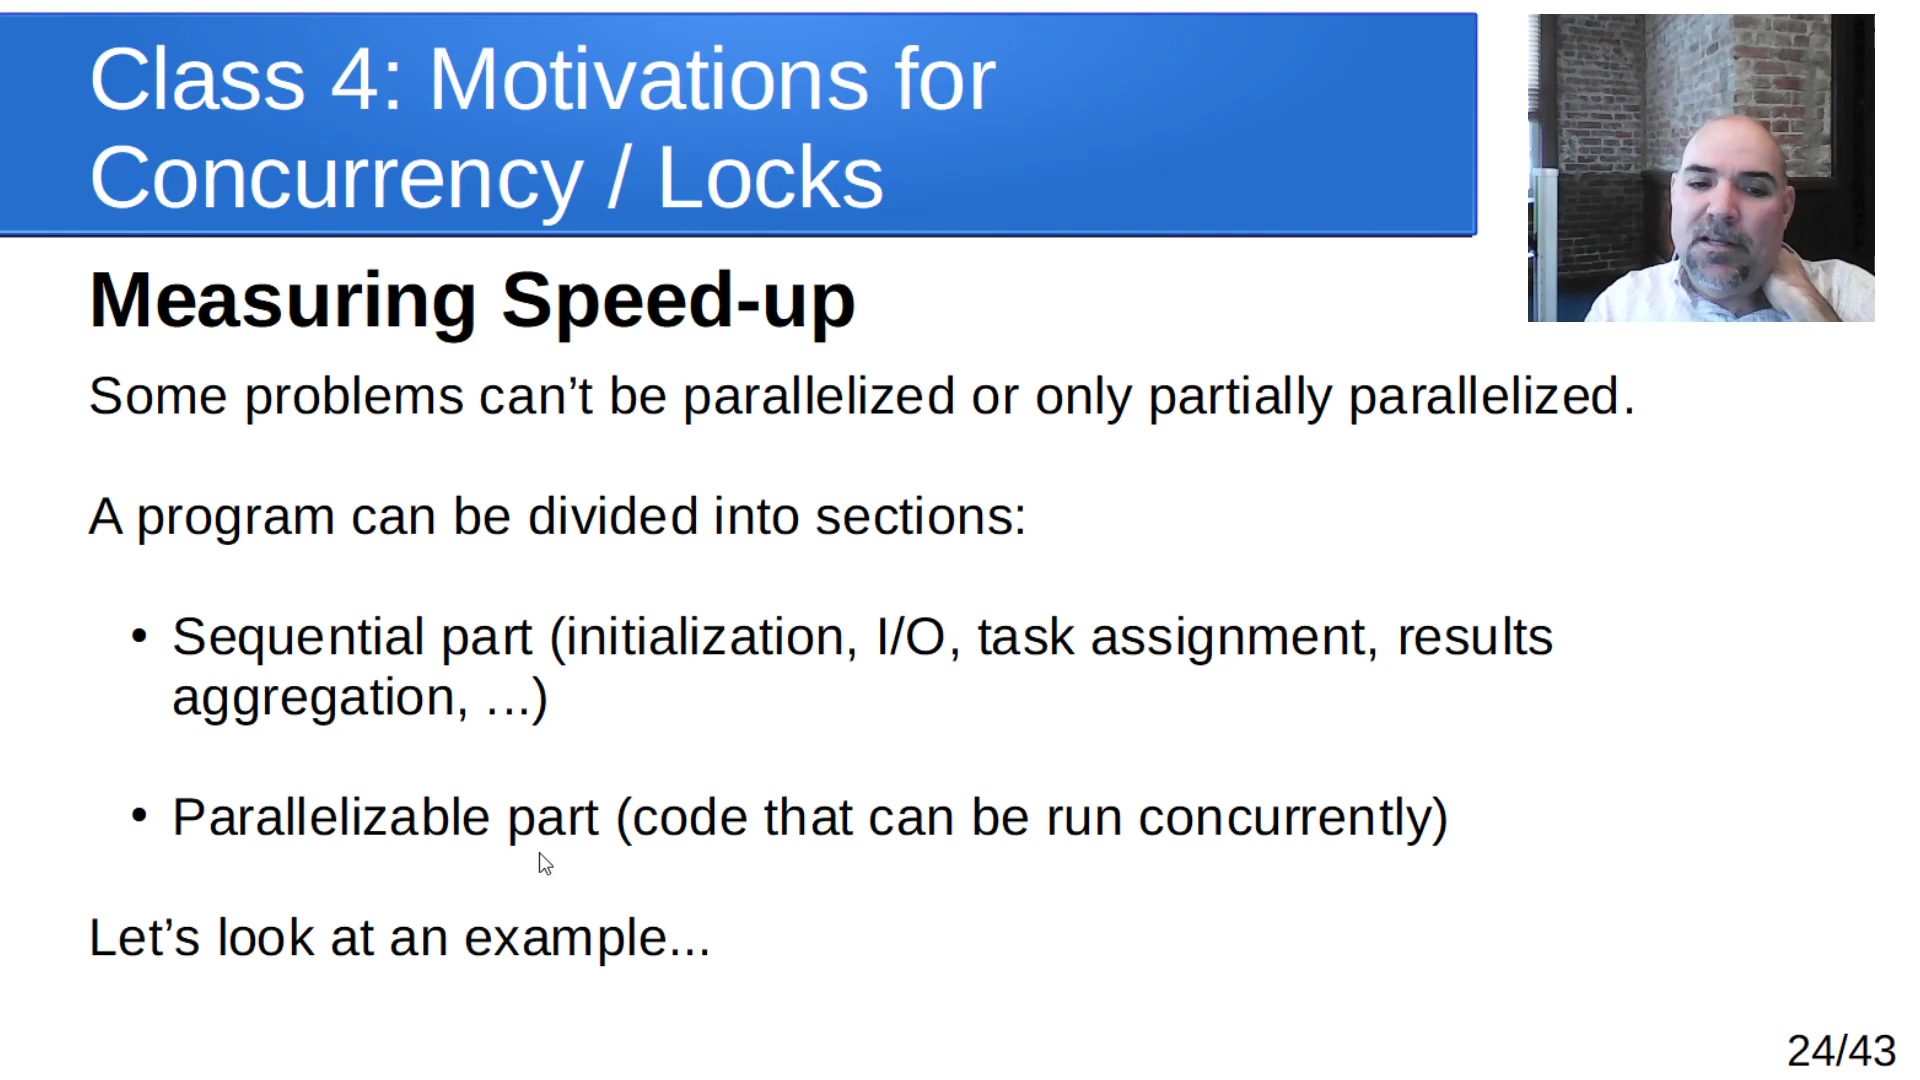 Class 4: Motivations for
Concurrency / Locks
Measuring Speed-up
Some problems can’t be parallelized or only partially parallelized.
A program can be divided into sections:
• Sequential part (initialization, I/O, task assignment, results
aggregation, ...)
• Parallelizable part (code that can be run concurrently)
Let’s look at an example...
24/43